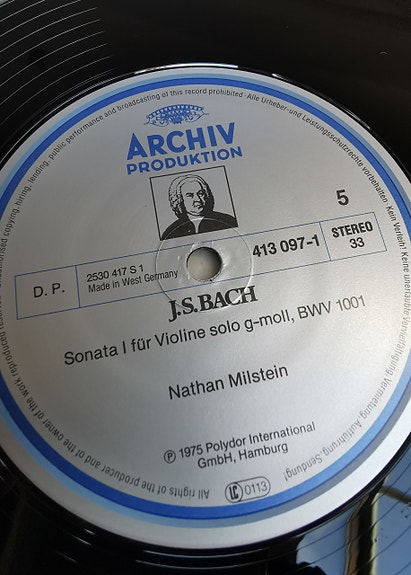 Unauthorised copying, hiring, lending, public performance and broadcasting of this record prohibited · Alle Urheber- und Leistungsschutzrechte vorbehalten · Kein Verleih! Keine unerlaubte Vervielfältigung, Vermietung, Aufführung, Sendung!
ARCHIV
PRODUKTION
5
D. P.
2530 417 S 1
Made in West Germany
413 097-1
STEREO
33
J.S.BACH
Sonata I für Violine solo g-moll, BWV 1001
Nathan Milstein
℗ 1975 Polydor International
GmbH, Hamburg
LC 0113
All rights of the producer and of the owner of the work reproduced